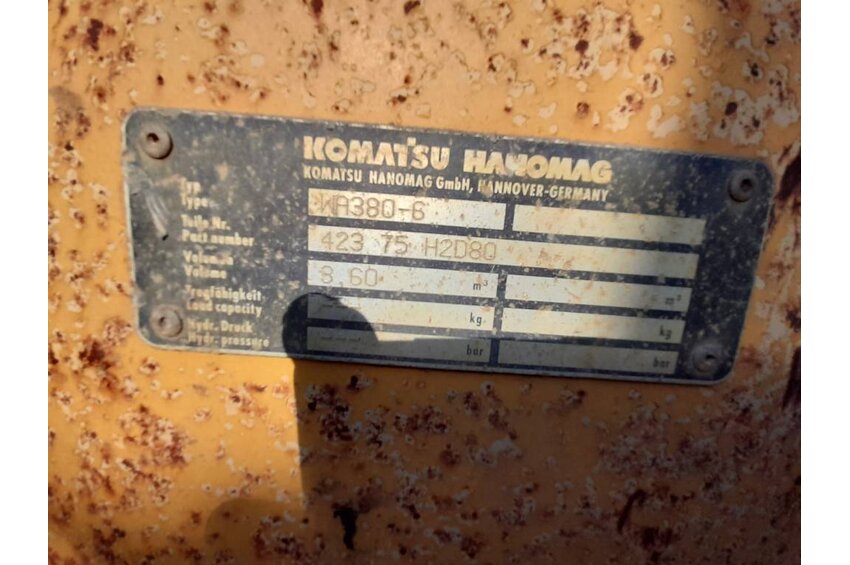 KOMATSU HANOMAG
KOMATSU HANOMAG GmbH, HANNOVER-GERMANY
Typ
Type
WA380-6
Teile Nr.
Part number
423 75 H2D80
Volumen
Volume
3,60 m³ m³
Tragfähigkeit
Load capacity
kg kg
Hydr. Druck
Hydr. pressure
bar bar